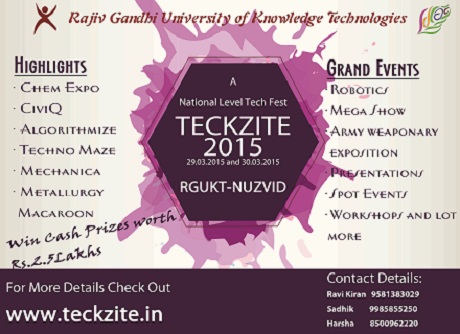 Rajiv Gandhi University of Knowledge Technologies
Highlights
· Chem Expo
· CiviQ
· Algorithmize
· Techno Maze
· Mechanica
· Metallurgy
Macaroon
Win Cash Prizes worth
Rs.2.5Lakhs
A
National Level Tech Fest
TECKZITE
2015
29.03.2015 and 30.03.2015
RGUKT-NUZVID
Grand Events
· Robotics
· Mega Show
· Army weaponary
exposition
· Presentations
· Spot Events
· Workshops and lot
more
For More Details Check Out
www.teckzite.in
Contact Details:
Ravi Kiran 9581383029
Sadhik 9985855250
Harsha 8500962220